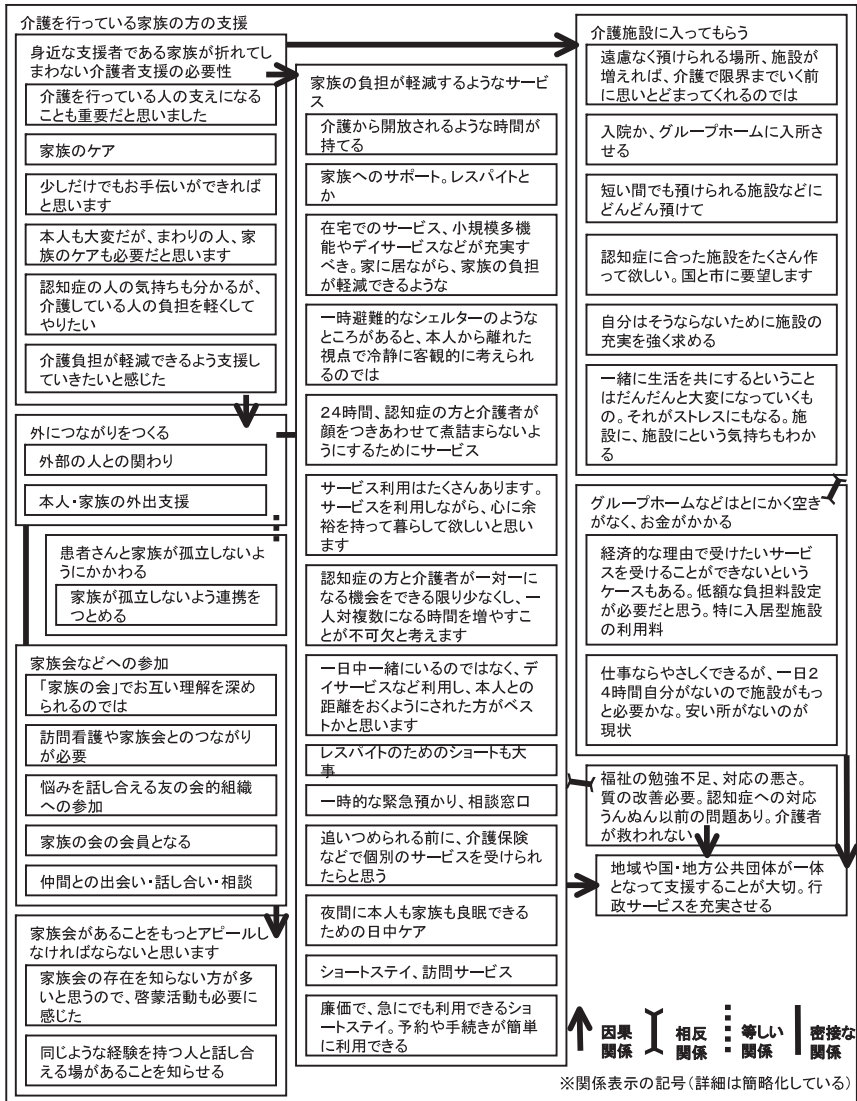 介護を行っている家族の方の支援
身近な支援者である家族が折れてし
まわない介護者支援の必要性
介護を行っている人の支えになる
ことも重要だと思いました
家族のケア
少しだけでもお手伝いができれば
と思います
本人も大変だが、まわりの人、家
族のケアも必要だと思います
認知症の人の気持ちも分かるが、
介護している人の負担を軽くして
やりたい
介護負担が軽減できるよう支援し
ていきたいと感じた
外につながりをつくる
外部の人との関わり
本人・家族の外出支援
患者さんと家族が孤立しないよ
うにかかわる
家族が孤立しないよう連携を
つとめる
家族会などへの参加
「家族の会」でお互い理解を深め
られるのでは
訪問看護や家族会とのつながり
が必要
悩みを話し合える友の会的組織
への参加
家族の会の会員となる
仲間との出会い・話し合い・相談
家族会があることをもっとアピールし
なければならないと思います
家族会の存在を知らない方が多
いと思うので、啓蒙活動も必要に
感じた
同じような経験を持つ人と話し合
える場があることを知らせる
家族の負担が軽減するようなサービ
ス
介護から開放されるような時間が
持てる
家族へのサポート。レスパイトと
か
在宅でのサービス、小規模多機
能やデイサービスなどが充実す
べき。家に居ながら、家族の負担
が軽減できるような
一時避難的なシェルターのような
ところがあると、本人から離れた
視点で冷静に客観的に考えられ
るのでは
24時間、認知症の方と介護者が
顔をつきあわせて煮詰まらないよ
うにするためにサービス
サービス利用はたくさんあります。
サービスを利用しながら、心に余
裕を持って暮らして欲しいと思い
ます
認知症の方と介護者が一対一に
なる機会をできる限り少なくし、一
人対複数になる時間を増やすこ
とが不可欠と考えます
一日中一緒にいるのではなく、デ
イサービスなど利用し、本人との
距離をおくようにされた方がベス
トかと思います
レスパイトのためのショートも大
事
一時的な緊急預かり、相談窓口
追いつめられる前に、介護保険
などで個別のサービスを受けられ
たらと思う
夜間に本人も家族も良眠できる
ための日中ケア
ショートステイ、訪問サービス
廉価で、急にでも利用できるショ
ートステイ。予約や手続きが簡単
に利用できる
介護施設に入ってもらう
遠慮なく預けられる場所、施設が
増えれば、介護で限界までいく前
に思いとどまってくれるのでは
入院か、グループホームに入所さ
せる
短い間でも預けられる施設などに
どんどん預けて
認知症に合った施設をたくさん作
って欲しい。国と市に要望します
自分はそうならないために施設の
充実を強く求める
一緒に生活を共にするということ
はだんだんと大変になっていくも
の。それがストレスにもなる。施
設に、施設にという気持ちもわか
る
グループホームなどはとにかく空き
がなく、お金がかかる
経済的な理由で受けたいサービ
スを受けることができないという
ケースもある。低額な負担料設定
が必要だと思う。特に入居型施設
の利用料
仕事ならやさしくできるが、一日2
4時間自分がないので施設がもっ
と必要かな。安い所がないのが
現状
福祉の勉強不足、対応の悪さ。
質の改善必要。認知症への対応
うんぬん以前の問題あり。介護者
が救われない
地域や国・地方公共団体が一体
となって支援することが大切。行
政サービスを充実させる
因果
関係
相反
関係
等しい
関係
密接な
関係
※関係表示の記号(詳細は簡略化している)